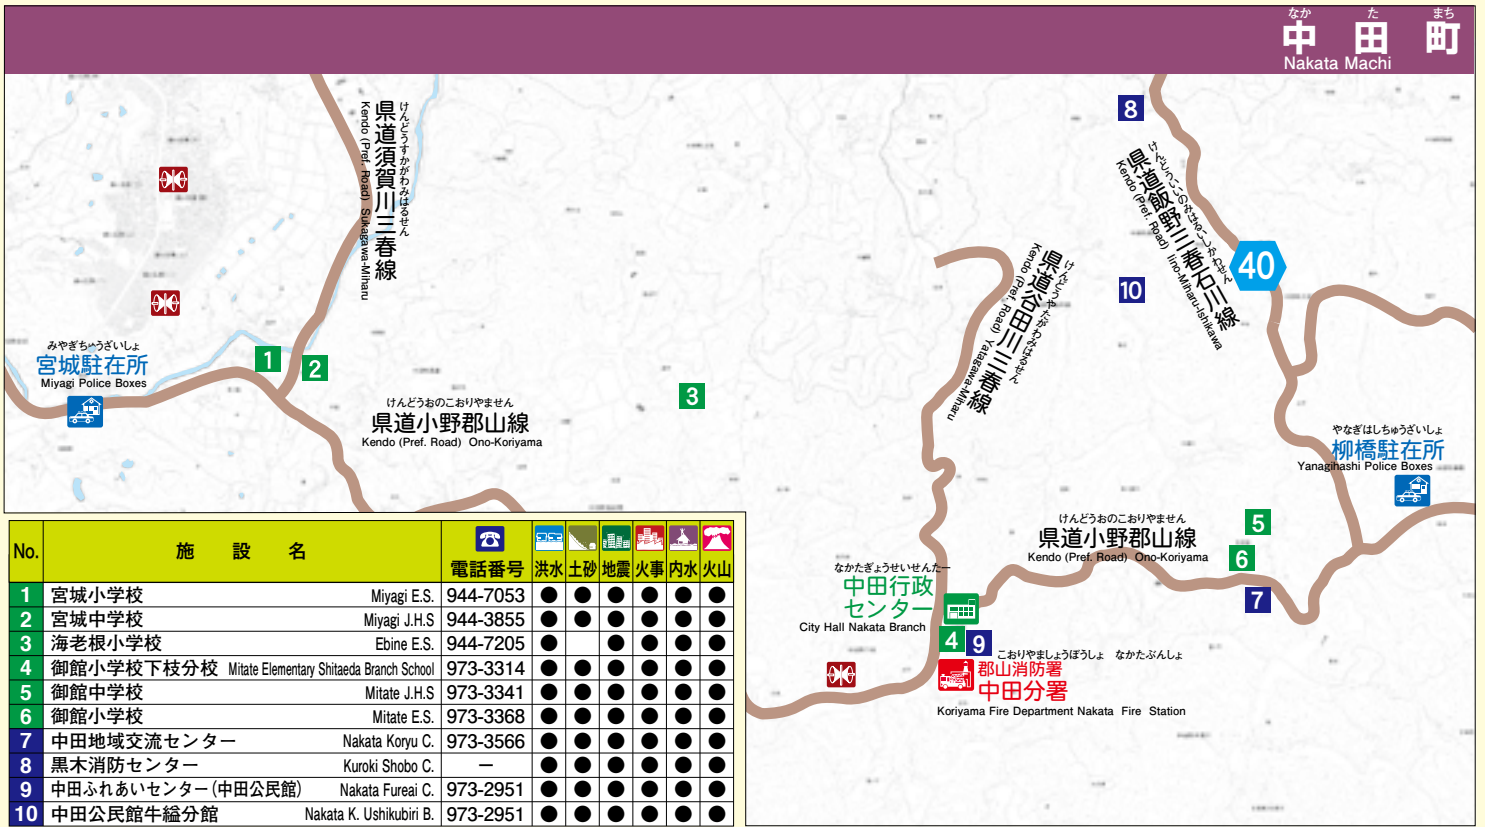 なか た まち
中田町
Nakata Machi
けんどうすかがわみはるせん
県道須賀川三春線
Kendo (Pref. Road) Sukagawa-Miharu
8
けんどういいのみはるいしかわせん
県道飯野三春石川線
Kendo (Pref. Road) Iino-Miharu-Ishikawa
40
10
けんどうやたがわみはるせん
県道谷田川三春線
Kendo (Pref. Road) Yatagawa-Miharu
みやぎちゅうざいしょ
宮城駐在所
Miyagi Police Boxes
1
2
3
けんどうおのこおりやません
県道小野郡山線
Kendo (Pref. Road) Ono-Koriyama
やなぎはしちゅうざいしょ
柳橋駐在所
Yanagihashi Police Boxes
けんどうおのこおりやません
県道小野郡山線
Kendo (Pref. Road) Ono-Koriyama
5
6
7
なかたぎょうせいせんたー
中田行政
センター
City Hall Nakata Branch
4
9
こおりやましょうぼうしょ なかたぶんしょ
郡山消防署
中田分署
Koriyama Fire Department Nakata Fire Station
No. 施設名 電話番号 洪水 土砂 地震 火事 内水 火山
1 宮城小学校 Miyagi E.S. 944-7053 ● ● ● ● ● ●
2 宮城中学校 Miyagi J.H.S 944-3855 ● ● ● ● ● ●
3 海老根小学校 Ebine E.S. 944-7205 ● ● ● ● ●
4 御館小学校下枝分校 Mitate Elementary Shitaeda Branch School 973-3314 ● ● ● ● ● ●
5 御館中学校 Mitate J.H.S 973-3341 ● ● ● ● ● ●
6 御館小学校 Mitate E.S. 973-3368 ● ● ● ● ● ●
7 中田地域交流センター Nakata Koryu C. 973-3566 ● ● ● ● ● ●
8 黒木消防センター Kuroki Shobo C. － ● ● ● ● ● ●
9 中田ふれあいセンター(中田公民館) Nakata Fureai C. 973-2951 ● ● ● ● ● ●
10 中田公民館牛縊分館 Nakata K. Ushikubiri B. 973-2951 ● ● ● ● ● ●